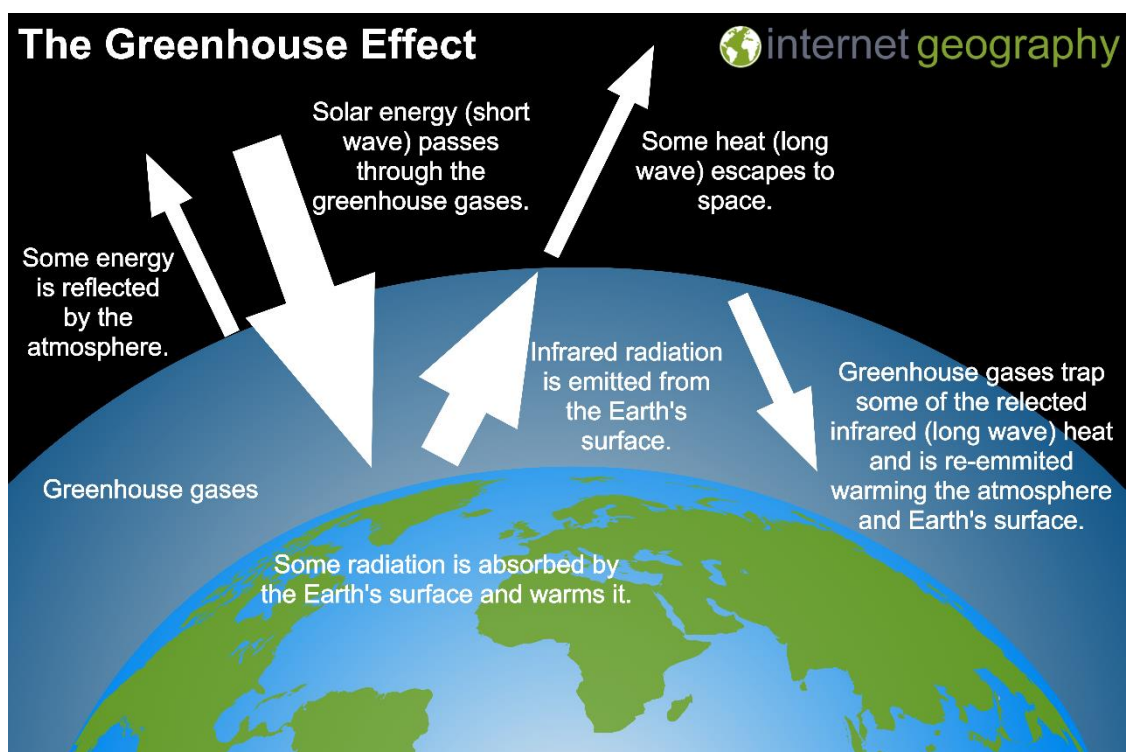 The Greenhouse Effect
internet geography
Solar energy (short
wave) passes
through the
greenhouse gases.
Some heat (long
wave) escapes to
space.
Some energy
is reflected
by the
atmosphere.
Infrared radiation
is emitted from
the Earth's
surface.
Greenhouse gases trap
some of the relected
infrared (long wave) heat
and is re-emmited
warming the atmosphere
and Earth's surface.
Greenhouse gases
Some radiation is absorbed by
the Earth's surface and warms it.